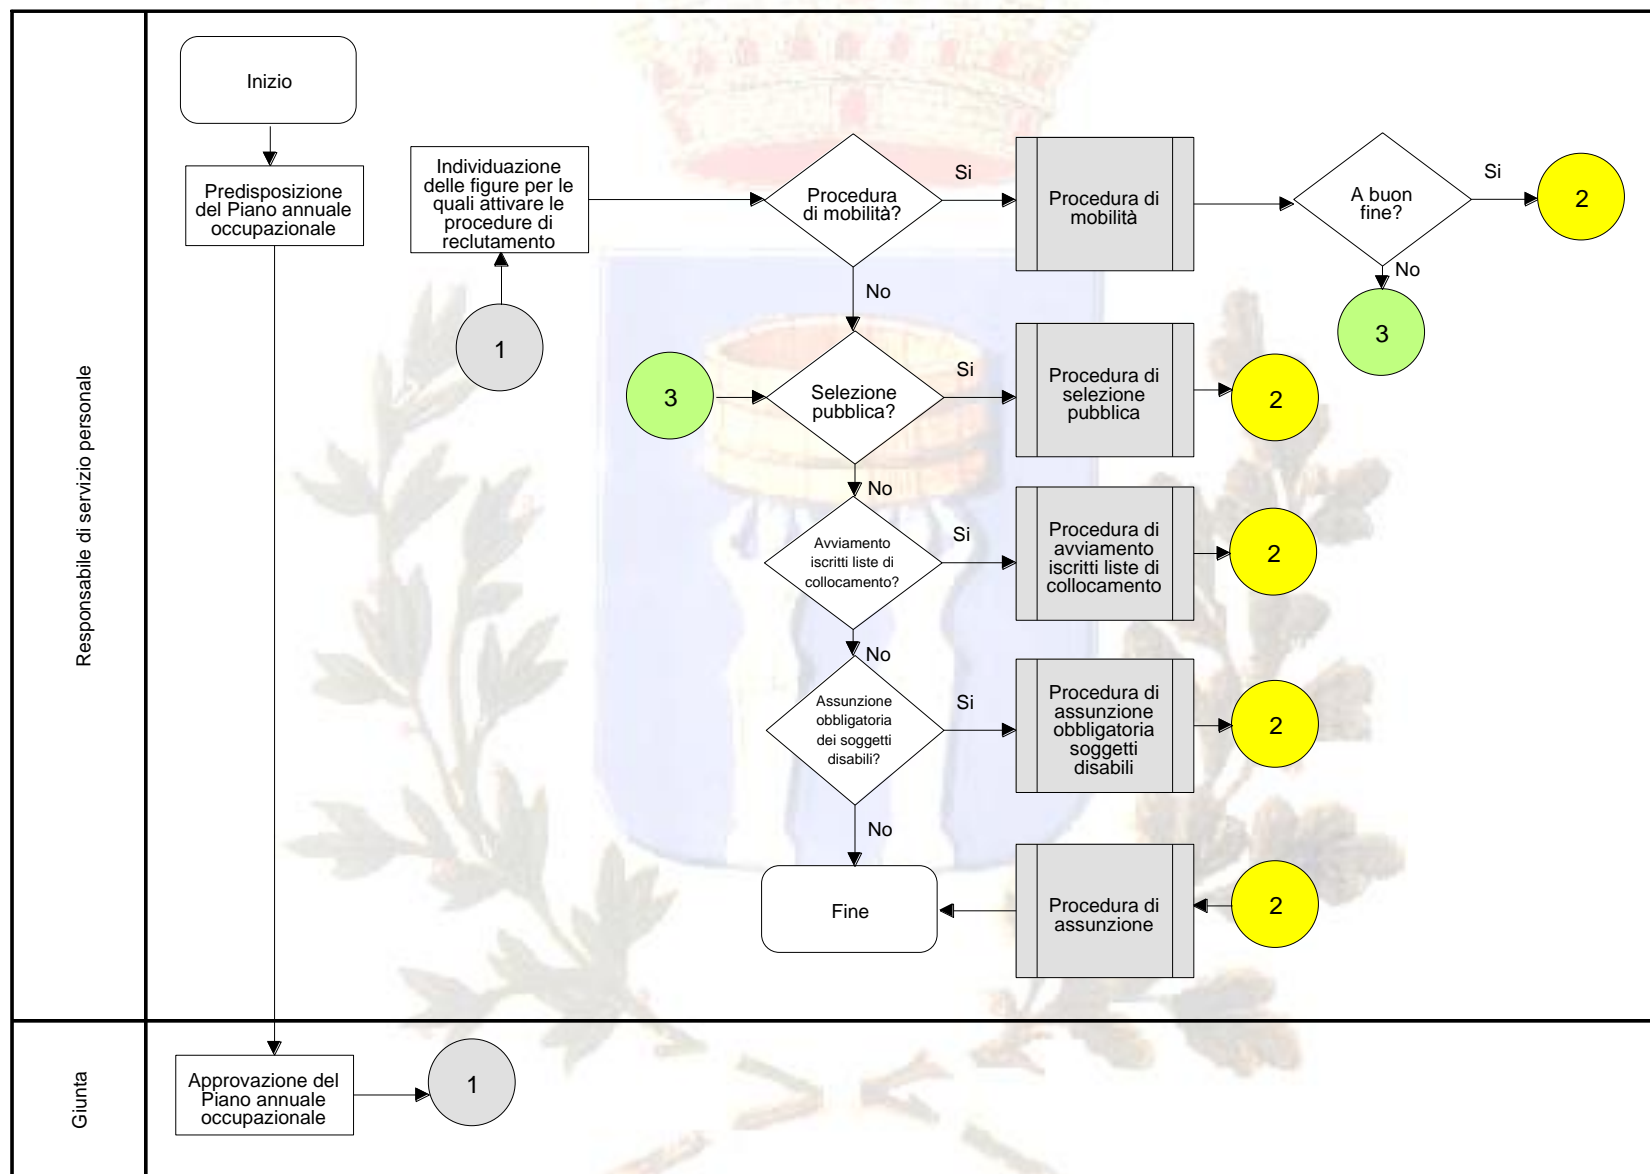 Responsabile di servizio personale
Inizio
Predisposizione
del Piano annuale
occupazionale
Individuazione
delle figure per le
quali attivare le
procedure di
reclutamento
1
Procedura
di mobilità?
Si
No
Procedura di
mobilità
A buon
fine?
Si
2
No
3
3
Selezione
pubblica?
Si
No
Procedura di
selezione
pubblica
2
Avviamento
iscritti liste di
collocamento?
Si
No
Procedura di
avviamento
iscritti liste di
collocamento
2
Assunzione
obbligatoria
dei soggetti
disabili?
Si
No
Procedura di
assunzione
obbligatoria
soggetti
disabili
2
Fine
Procedura di
assunzione
2
Giunta
Approvazione del
Piano annuale
occupazionale
1